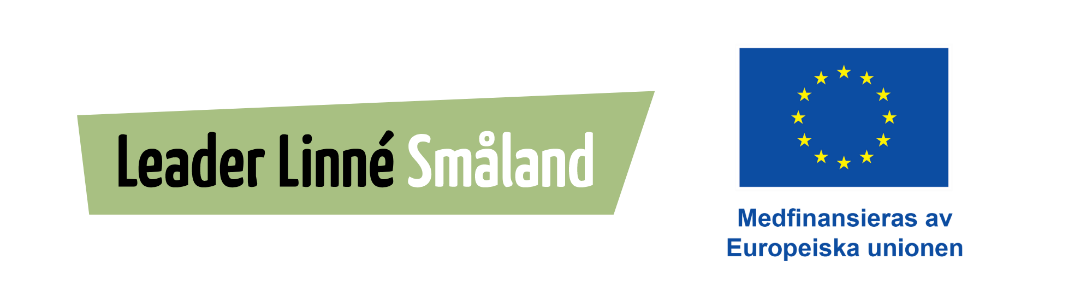 Leader Linné Småland
Medfinansieras av
Europeiska unionen